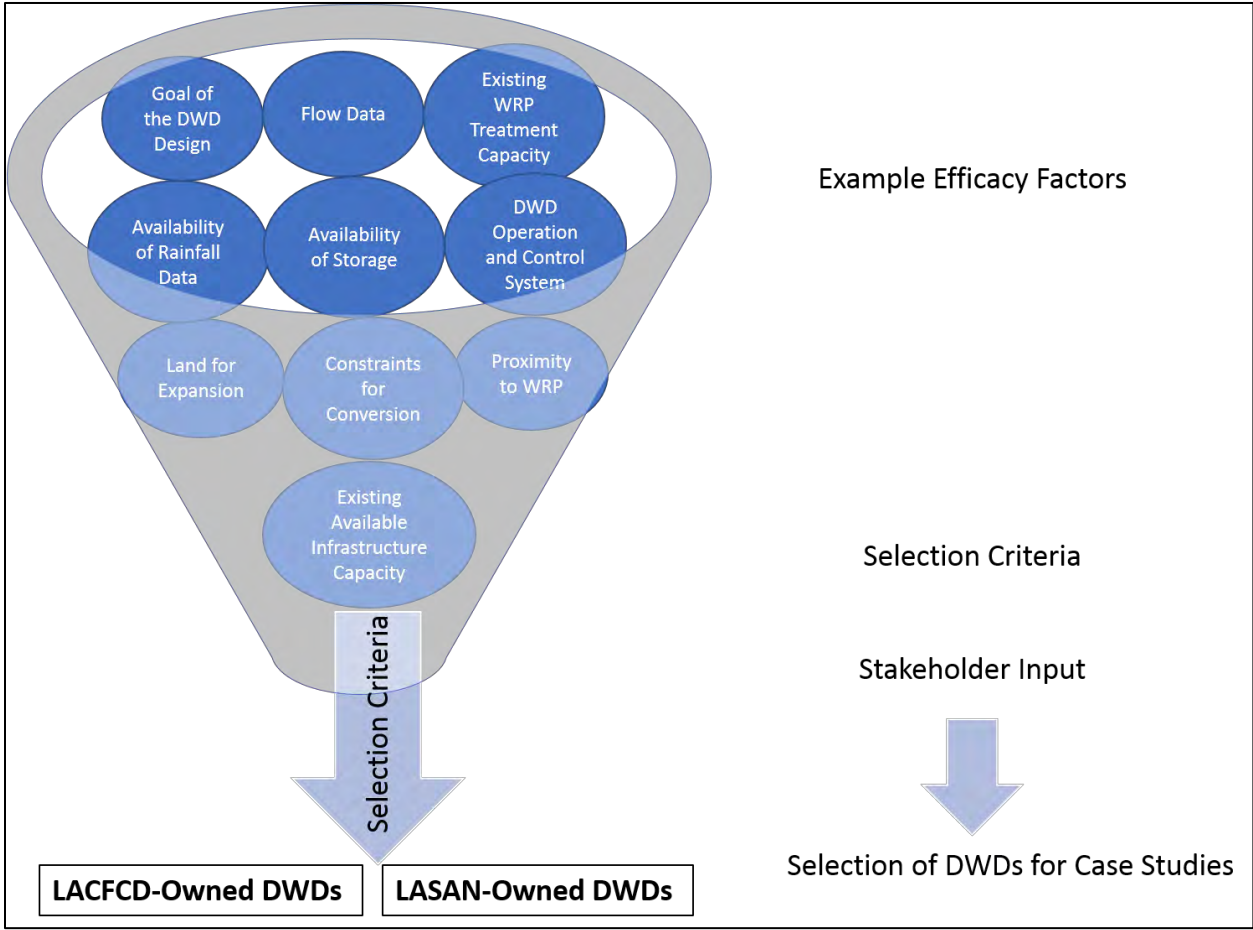 Goal of
the DWD
Design
Flow Data
Existing
WRP
Treatment
Capacity
Example Efficacy Factors
Availability
of Rainfall
Data
Availability
of Storage
DWD
Operation
and Control
System
Land for
Expansion
Constraints
for
Conversion
Proximity
to WRP
Existing
Available
Infrastructure
Capacity
Selection Criteria
Selection Criteria
Stakeholder Input
LACFCD-Owned DWDs
LASAN-Owned DWDs
Selection of DWDs for Case Studies